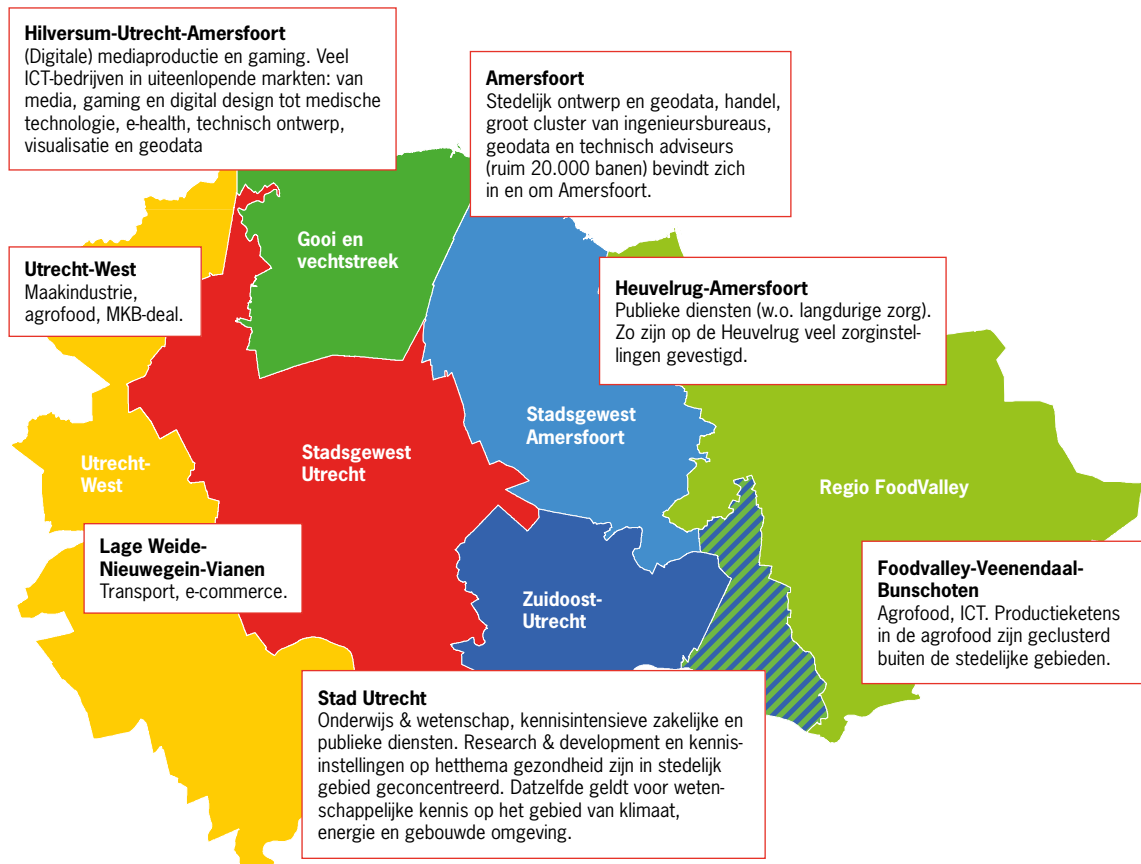 Hilversum-Utrecht-Amersfoort
(Digitale) mediaproductie en gaming. Veel
ICT-bedrijven in uiteenlopende markten: van
media, gaming en digital design tot medische
technologie, e-health, technisch ontwerp,
visualisatie en geodata
Amersfoort
Stedelijk ontwerp en geodata, handel,
groot cluster van ingenieursbureaus,
geodata en technisch adviseurs
(ruim 20.000 banen) bevindt zich
in en om Amersfoort.
Gooi en
vechtstreek
Utrecht-West
Maakindustrie,
agrofood, MKB-deal.
Heuvelrug-Amersfoort
Publieke diensten (w.o. langdurige zorg).
Zo zijn op de Heuvelrug veel zorginstel-
lingen gevestigd.
Stadsgewest
Amersfoort
Stadsgewest
Utrecht
Utrecht-
West
Regio FoodValley
Lage Weide-
Nieuwegein-Vianen
Transport, e-commerce.
Zuidoost-
Utrecht
Foodvalley-Veenendaal-
Bunschoten
Agrofood, ICT. Productieketens
in de agrofood zijn geclusterd
buiten de stedelijke gebieden.
Stad Utrecht
Onderwijs & wetenschap, kennisintensieve zakelijke en
publieke diensten. Research & development en kennis-
instellingen op hetthema gezondheid zijn in stedelijk
gebied geconcentreerd. Datzelfde geldt voor weten-
schappelijke kennis op het gebied van klimaat,
energie en gebouwde omgeving.